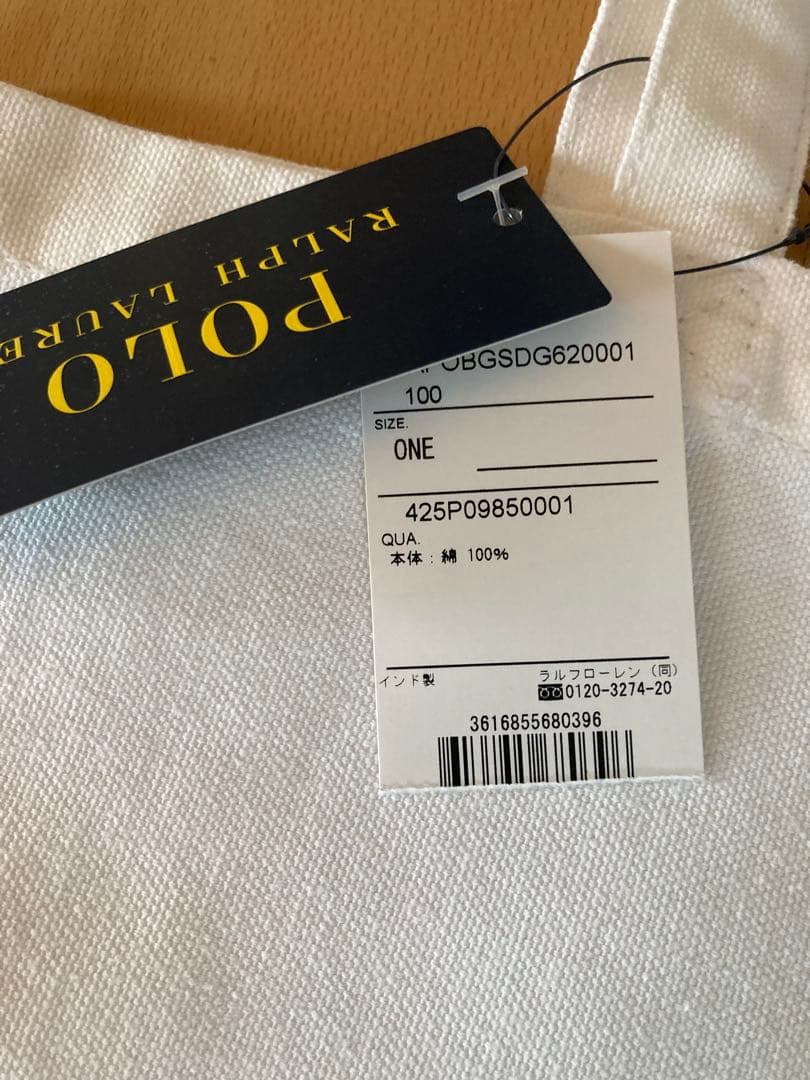 POLO
RALPH LAURE
OBGSDG620001
100
SIZE.
ONE
425P09850001
QUA.
本体：綿 100%
インド製
ラルフローレン（同）
0120-3274-20
3616855680396